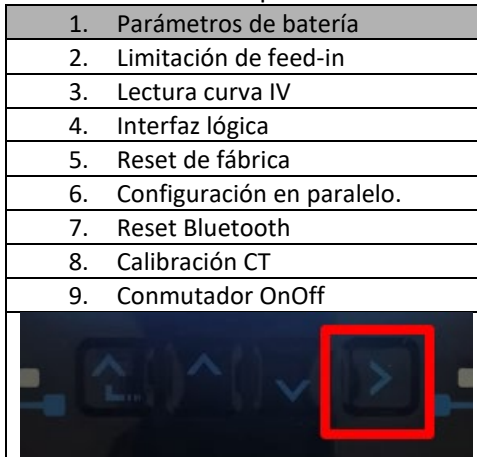 1. Parámetros de batería
2. Limitación de feed-in
3. Lectura curva IV
4. Interfaz lógica
5. Reset de fábrica
6. Configuración en paralelo.
7. Reset Bluetooth
8. Calibración CT
9. Conmutador OnOff